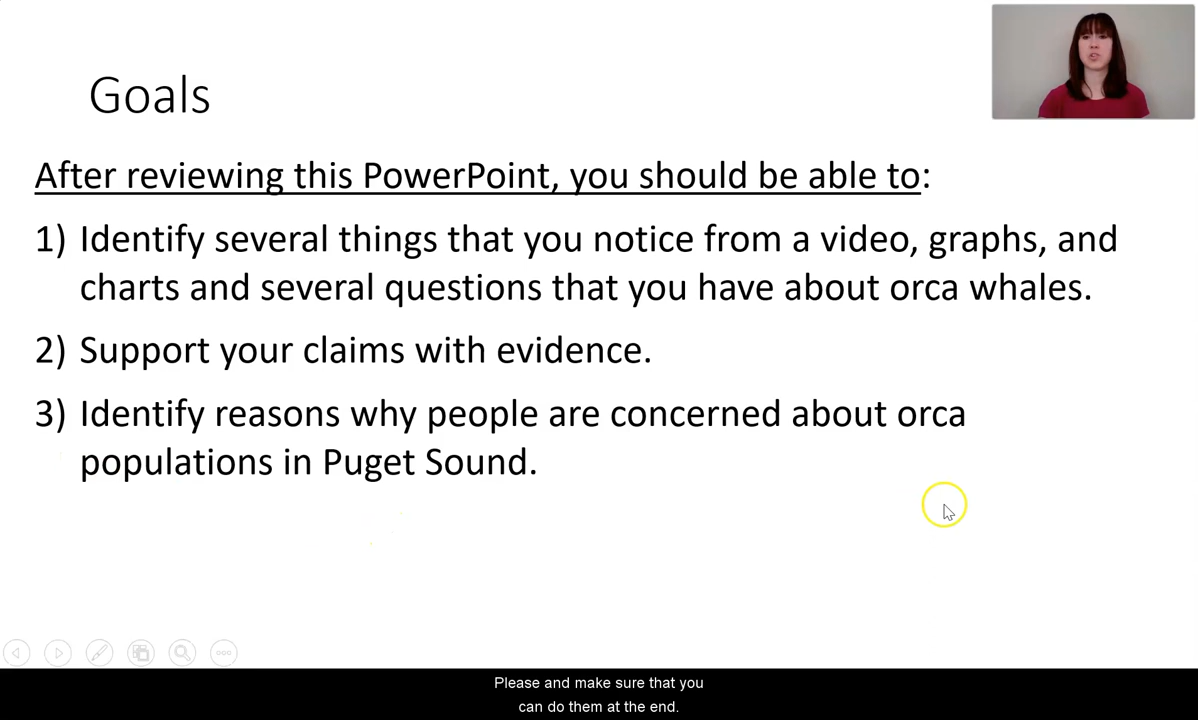 Goals
After reviewing this PowerPoint, you should be able to:
1) Identify several things that you notice from a video, graphs, and
charts and several questions that you have about orca whales.
2) Support your claims with evidence.
3) Identify reasons why people are concerned about orca
populations in Puget Sound.
Please and make sure that you
can do them at the end.